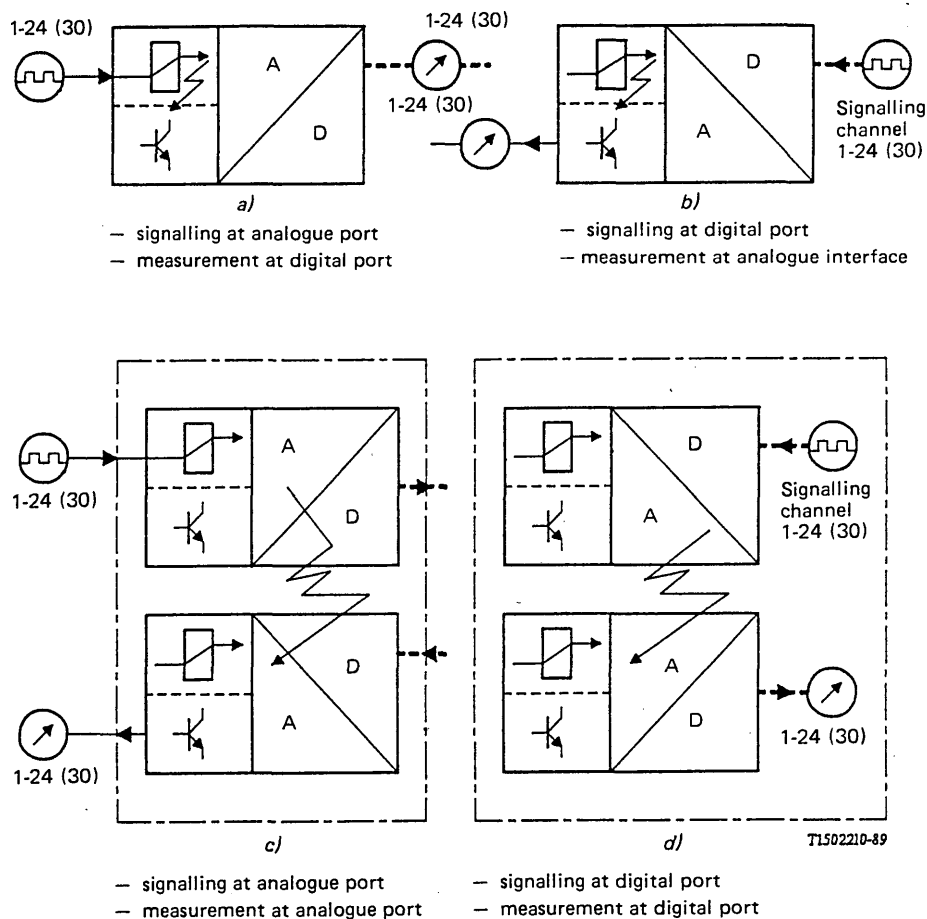 1-24 (30)
1-24 (30)
A
D
1-24 (30)
D
A
Signalling
channel
1-24 (30)
a)
— signalling at analogue port
— measurement at digital port
b)
— signalling at digital port
— measurement at analogue interface
1-24 (30)
A
D
D
A
1-24 (30)
D
A
Signalling
channel
1-24 (30)
A
D
1-24 (30)
T1502210-89
c)
— signalling at analogue port
— measurement at analogue port
d)
— signalling at digital port
— measurement at digital port